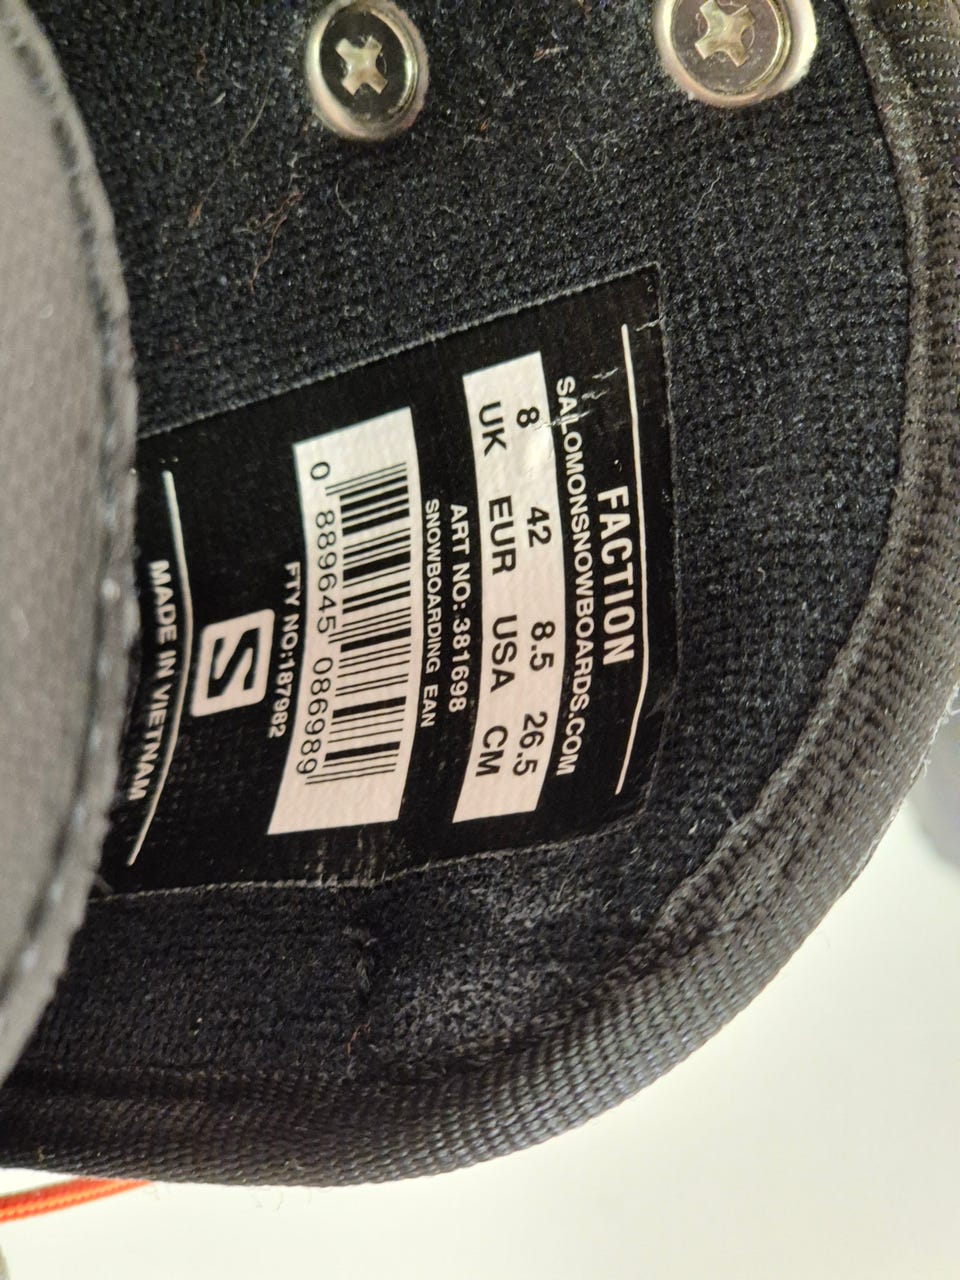 FACTION
SALOMONSNOWBOARDS.COM
8 42 8.5 26.5
UK EUR USA CM
ART NO: 381698
SNOWBOARDING EAN
0 889645 086989
FTY NO:187982
S
MADE IN VIETNAM